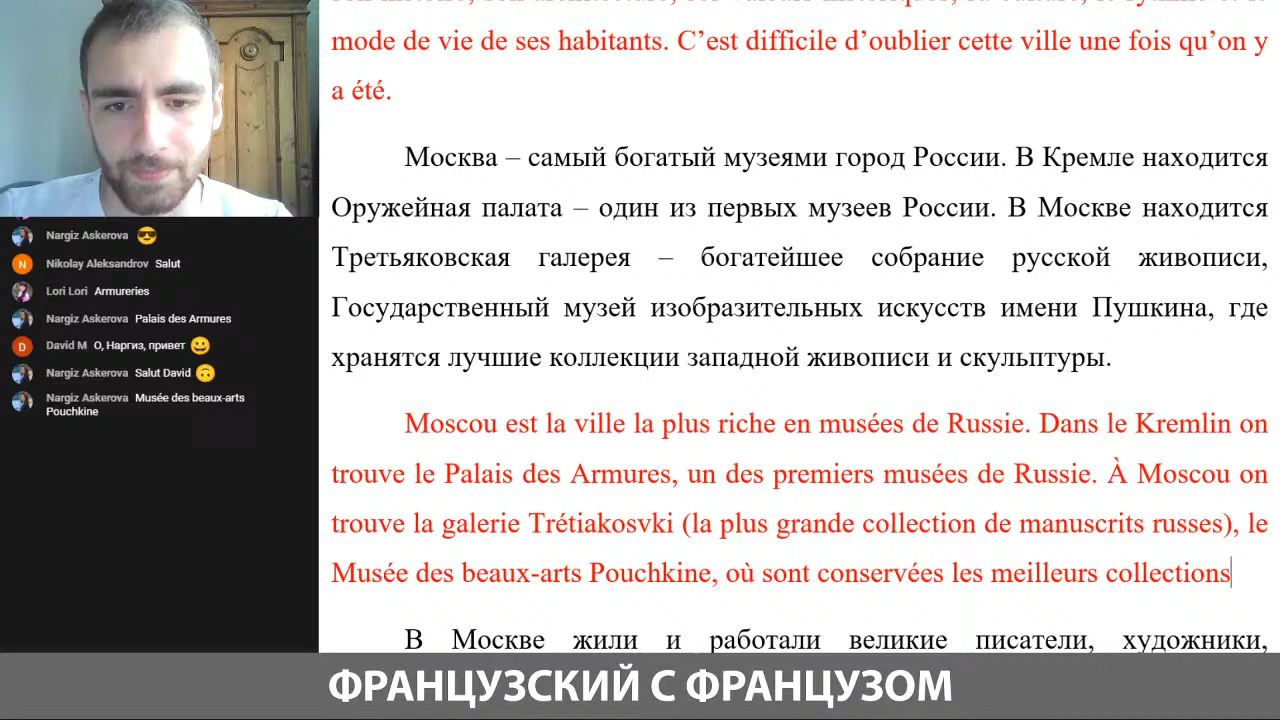 mode de vie de ses habitants. C’est difficile d’oublier cette ville une fois qu’on y
a été.
Москва – самый богатый музеями город России. В Кремле находится
Оружейная палата – один из первых музеев России. В Москве находится
Третьяковская галерея – богатейшее собрание русской живописи,
Государственный музей изобразительных искусств имени Пушкина, где
хранятся лучшие коллекции западной живописи и скульптуры.
Moscou est la ville la plus riche en musées de Russie. Dans le Kremlin on
trouve le Palais des Armures, un des premiers musées de Russie. À Moscou on
trouve la galerie Trétiakosvki (la plus grande collection de manuscrits russes), le
Musée des beaux-arts Pouchkine, où sont conservées les meilleurs collections
В Москве жили и работали великие писатели, художники,
Nargiz Askerova 😎
N Nikolay Aleksandrov Salut
Lori Lori Armureries
Nargiz Askerova Palais des Armures
D David M О, Наргиз, привет 😀
Nargiz Askerova Salut David 🙃
Nargiz Askerova Musée des beaux-arts
Pouchkine
ФРАНЦУЗСКИЙ С ФРАНЦУЗОМ